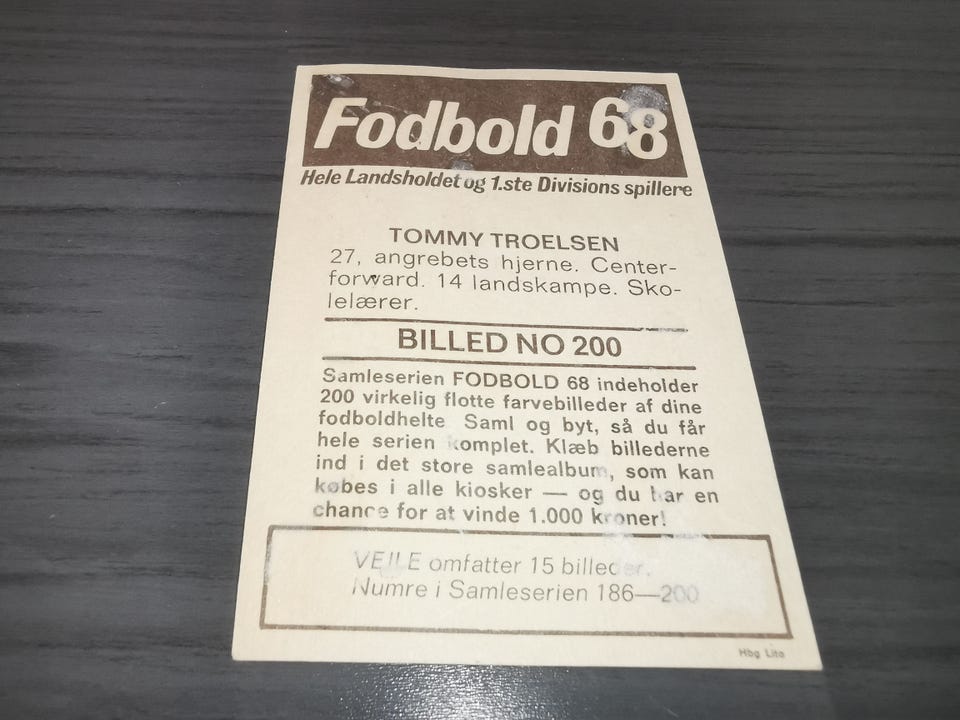 Fodbold 68
Hele Landsholdet og 1.ste Divisions spillere
TOMMY TROELSEN
27, angrebets hjerne. Center-
forward. 14 landskampe. Sko-
lelærer.
BILLED NO 200
Samleserien FODBOLD 68 indeholder
200 virkelig flotte farvebilleder af dine
fodboldhelte Saml og byt, så du får
hele serien komplet. Klæb billederne
ind i det store samlealbum, som kan
købes i alle kiosker — og du har en
chance for at vinde 1.000 kroner!
VEJLE omfatter 15 billeder.
Numre i Samleserien 186—200
Hbg Lito